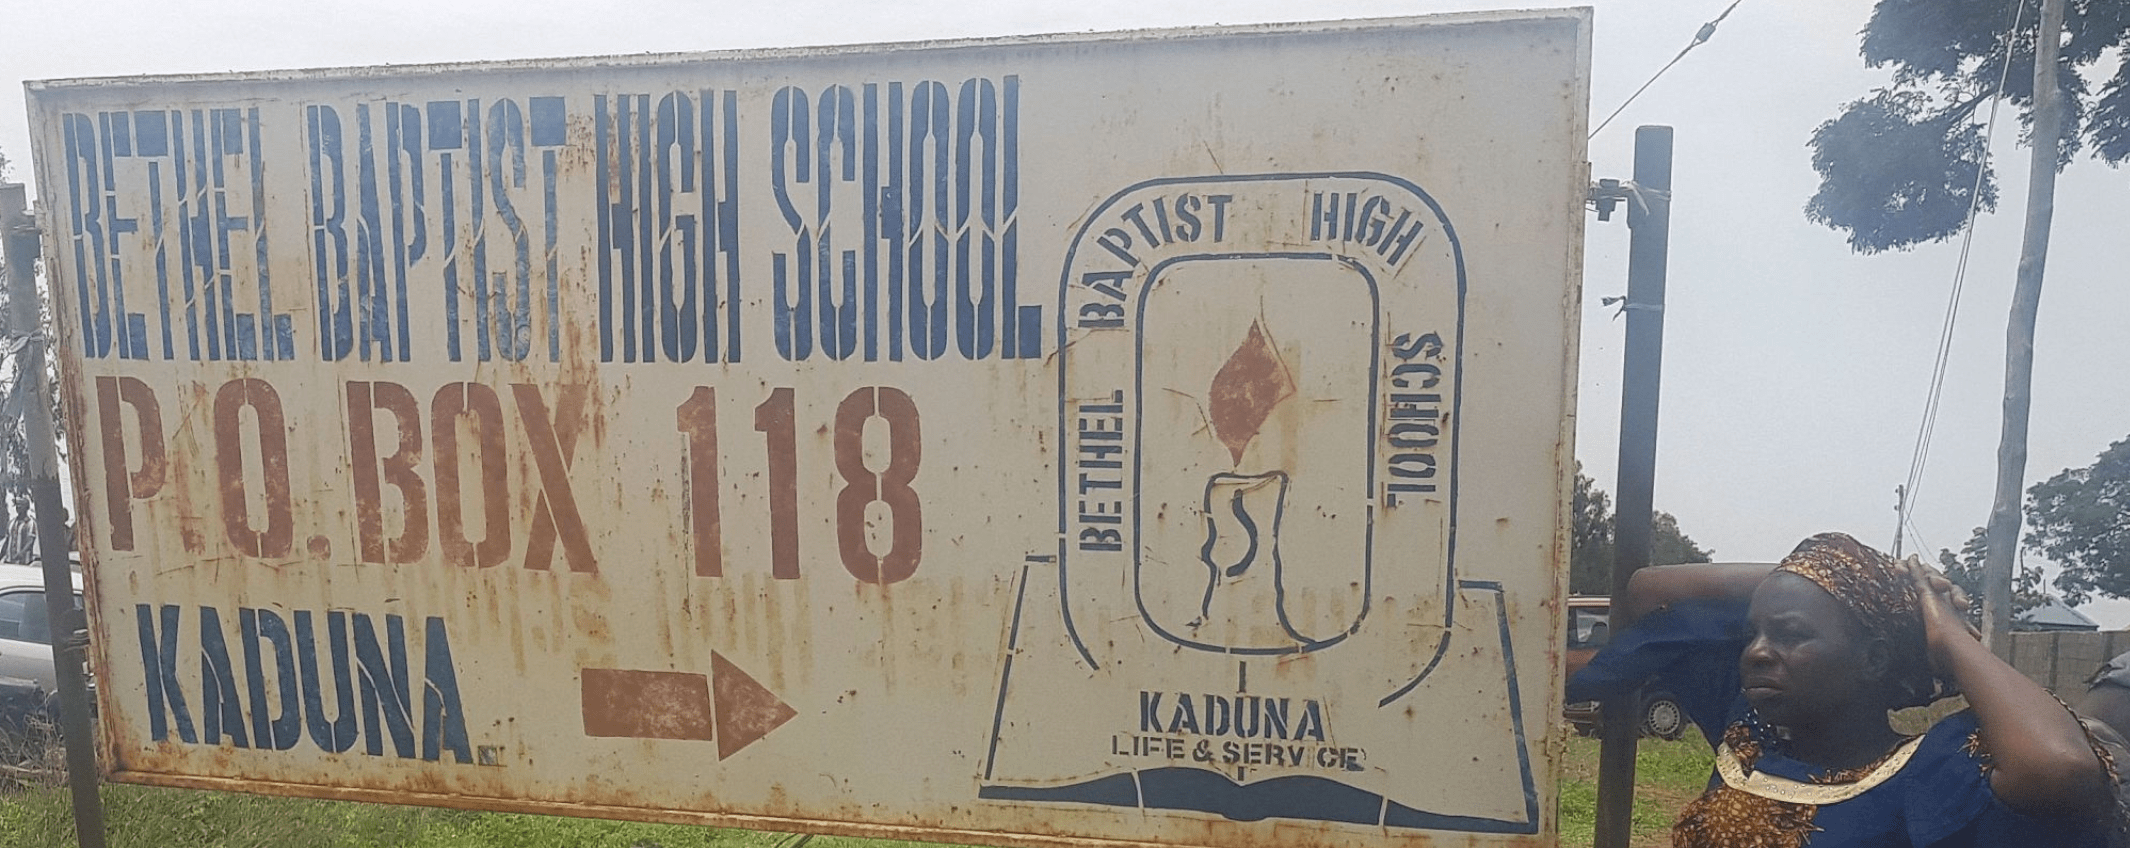 BETHEL BAPTIST HIGH SCHOOL
P.O. BOX 118
KADUNA.
BETHEL BAPTIST HIGH SCHOOL
KADUNA
LIFE & SERVICE